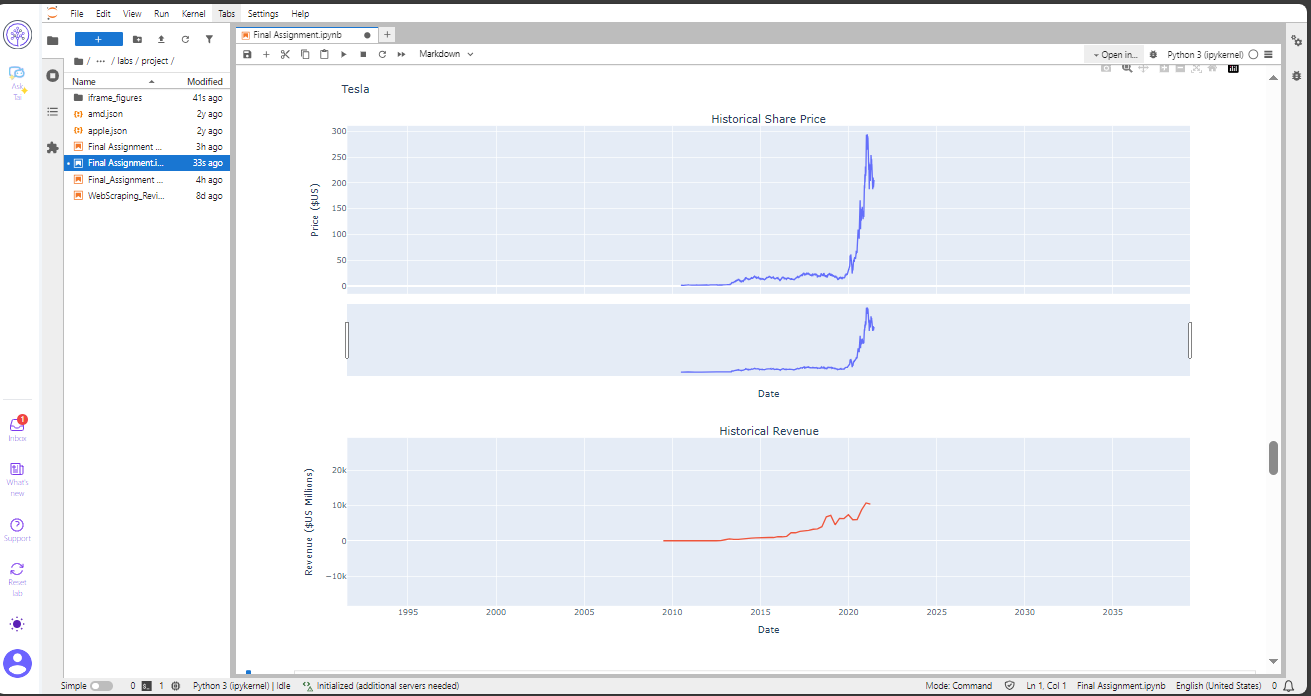 File Edit View Run Kernel Tabs Settings Help
Ask
Tai
Inbox
1
What's
new
Support
Reset
lab
+
/ ... / labs / project /
Name Modified
iframe_figures 41s ago
amd.json 2y ago
apple.json 2y ago
Final Assignment ... 3h ago
Final Assignment.i... 33s ago
Final_Assignment ... 4h ago
WebScraping_Revi... 8d ago
Final Assignment.ipynb
Markdown
Open in...
Python 3 (ipykernel)
Tesla
Historical Share Price
Price ($US)
300
250
200
150
100
50
0
Date
Historical Revenue
Revenue ($US Millions)
20k
10k
0
−10k
1995 2000 2005 2010 2015 2020 2025 2030 2035
Date
Simple 0 1 Python 3 (ipykernel) | Idle Initialized (additional servers needed) Mode: Command Ln 1, Col 1 Final Assignment.ipynb English (United States) 0